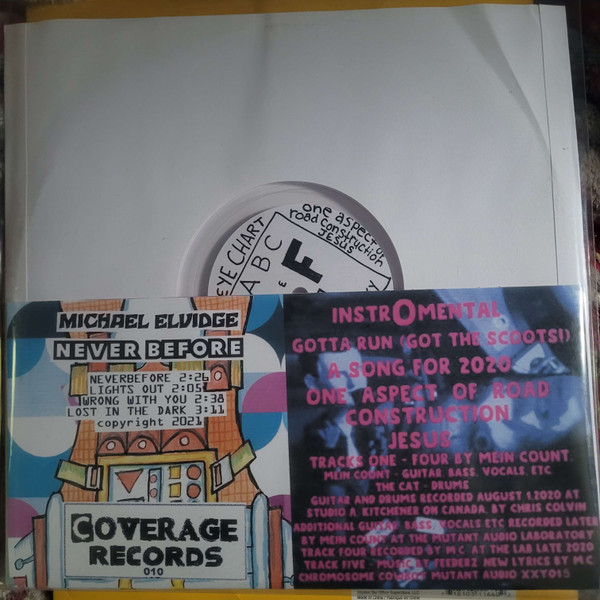 one aspect of
road construction
JESUS
EYE CHART
ABC
E
F
MICHAEL ELVIDGE
NEVER BEFORE
NEVERBEFORE 2:26
LIGHTS OUT 2:05
WRONG WITH YOU 2:38
LOST IN THE DARK 3:11
copyright 2021
COVERAGE
RECORDS
010
INSTROMENTAL
GOTTA RUN (GOT THE SCOOTS!)
A SONG FOR 2020
ONE ASPECT OF ROAD
CONSTRUCTION
JESUS
TRACKS ONE - FOUR BY MEIN COUNT.
MEIN COUNT - GUITAR, BASS, VOCALS, ETC
THE CAT - DRUMS
GUITAR AND DRUMS RECORDED AUGUST 1,2020 AT
STUDIO A, KITCHENER ON CANADA, BY CHRIS COLVIN
ADDITIONAL GUITAR, BASS, VOCALS ETC RECORDED LATER
BY MEIN COUNT AT THE MUTANT AUDIO LABORATORY
TRACK FOUR RECORDED BY M.C. AT THE LAB LATE 2020
TRACK FIVE - MUSIC BY FEEDERZ NEW LYRICS BY M.C.
CHROMOSOME COWBOYS MUTANT AUDIO XXY015